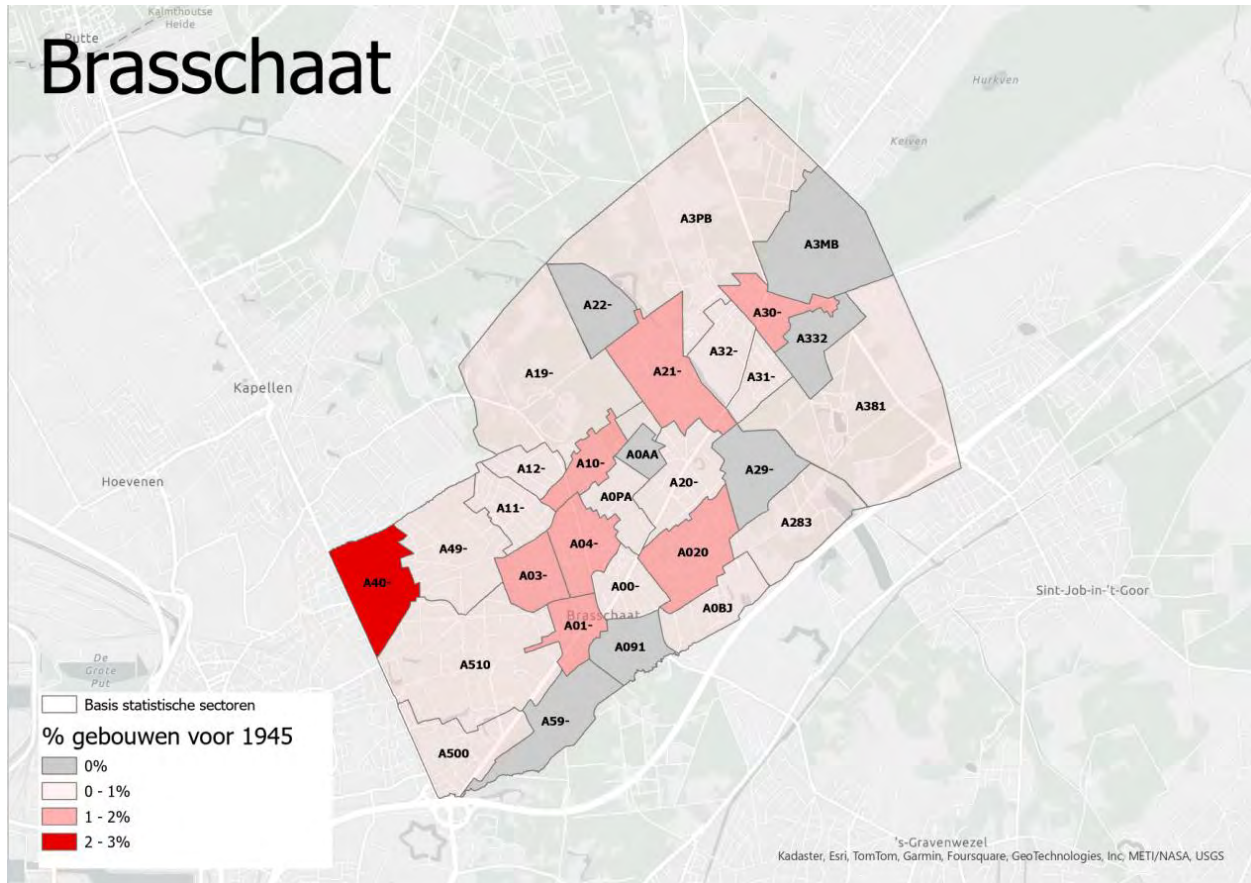 Kalmthoutse
Heide
Putte
Brasschaat
Hurkven
Keiven
A3PB
A3MB
A22-
A30-
A332
A32-
A21-
A31-
A19-
Kapellen
A381
A0AA
A10-
A12-
A29-
Hoevenen
A20-
A0PA
A11-
A283
A04-
A49-
A020
A03-
A40-
A00-
Sint-Job-in-'t-Goor
A0BJ
Brasschaat
A01-
A091
De
Grote
Put
A510
A59-
A500
Basis statistische sectoren
% gebouwen voor 1945
0%
0 - 1%
1 - 2%
2 - 3%
's-Gravenwezel
Kadaster, Esri, TomTom, Garmin, Foursquare, GeoTechnologies, Inc, METI/NASA, USGS